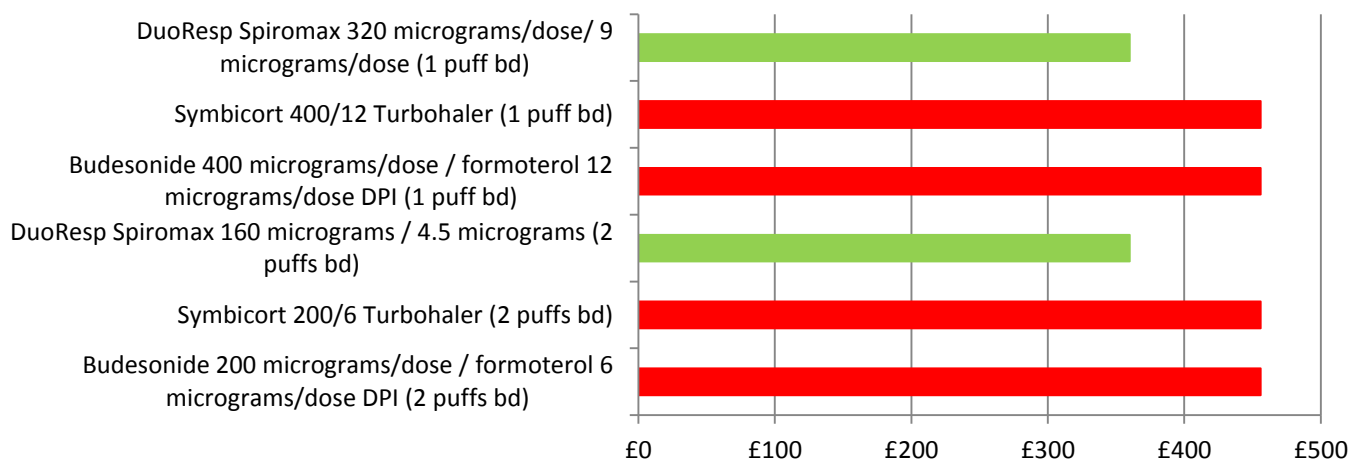 DuoResp Spiromax 320 micrograms/dose/ 9
micrograms/dose (1 puff bd)
Symbicort 400/12 Turbohaler (1 puff bd)
Budesonide 400 micrograms/dose / formoterol 12
micrograms/dose DPI (1 puff bd)
DuoResp Spiromax 160 micrograms / 4.5 micrograms (2
puffs bd)
Symbicort 200/6 Turbohaler (2 puffs bd)
Budesonide 200 micrograms/dose / formoterol 6
micrograms/dose DPI (2 puffs bd)
£0 £100 £200 £300 £400 £500